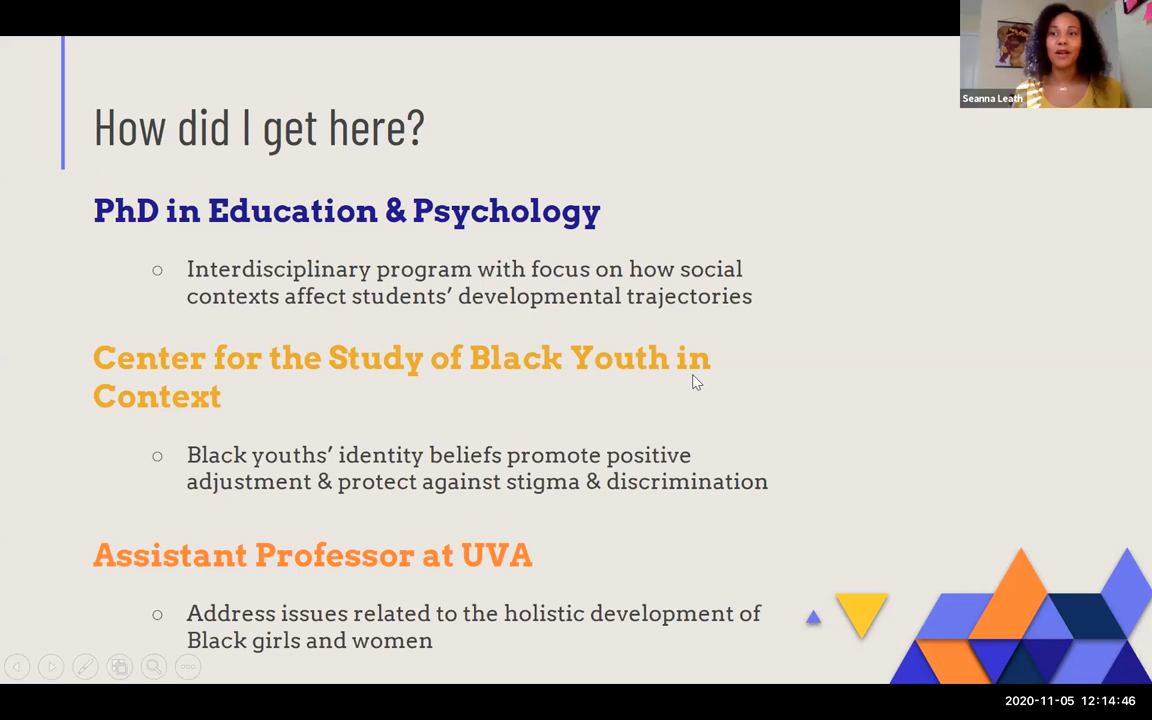 Seanna Leath
How did I get here?
PhD in Education & Psychology
○ Interdisciplinary program with focus on how social
contexts affect students’ developmental trajectories
Center for the Study of Black Youth in
Context
○ Black youths’ identity beliefs promote positive
adjustment & protect against stigma & discrimination
Assistant Professor at UVA
○ Address issues related to the holistic development of
Black girls and women
2020-11-05 12:14:46